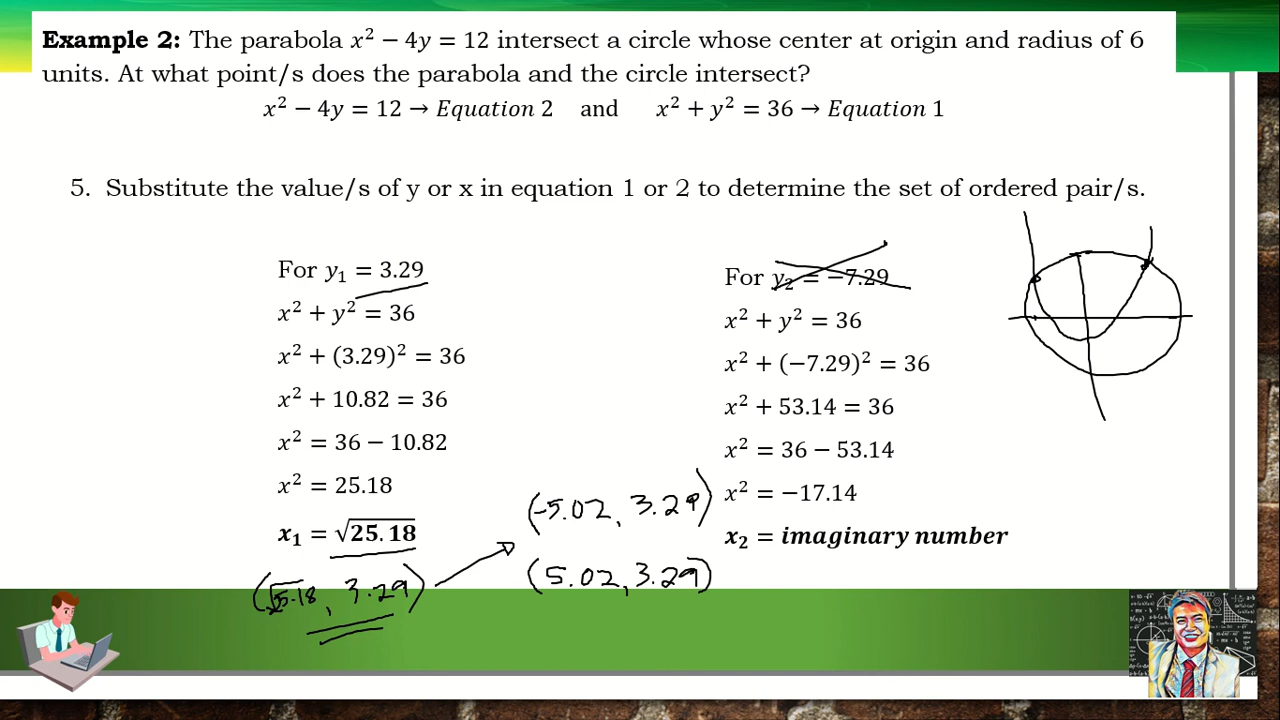 Example 2: The parabola x² − 4y = 12 intersect a circle whose center at origin and radius of 6
units. At what point/s does the parabola and the circle intersect?
x² − 4y = 12 → Equation 2 and x² + y² = 36 → Equation 1
5. Substitute the value/s of y or x in equation 1 or 2 to determine the set of ordered pair/s.
For y₁ = 3.29
x² + y² = 36
x² + (3.29)² = 36
x² + 10.82 = 36
x² = 36 − 10.82
x² = 25.18
x₁ = √25.18
(√5.18, 3.29)
(-5.02, 3.29)
(5.02, 3.29)
For y₂ = −7.29
x² + y² = 36
x² + (−7.29)² = 36
x² + 53.14 = 36
x² = 36 − 53.14
x² = −17.14
x₂ = imaginary number